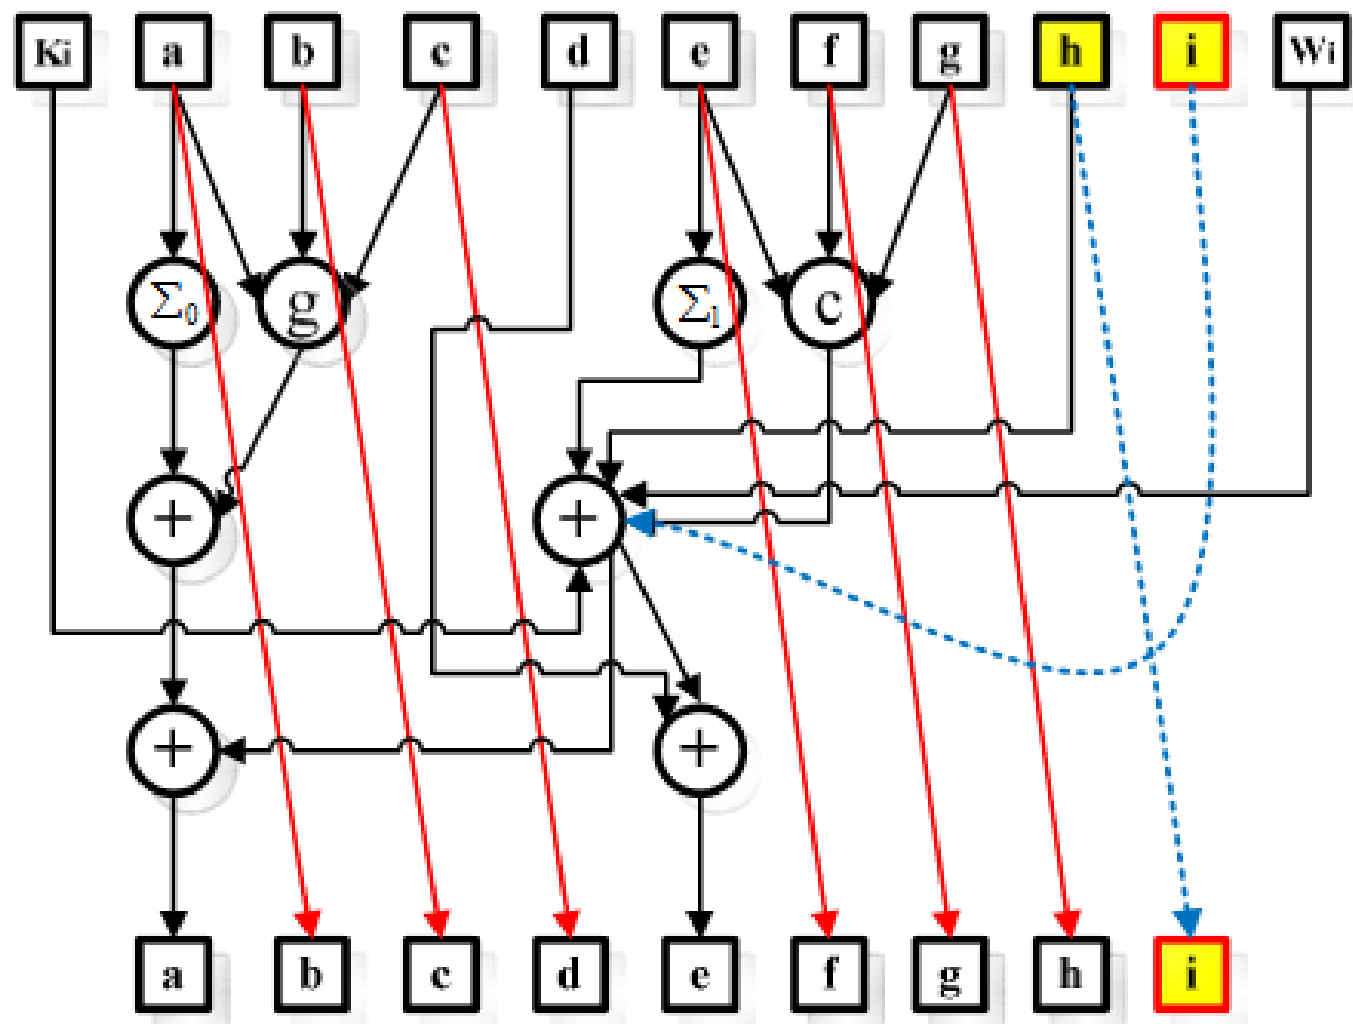 Ki a b c d e f g h i Wi
Σ0 g Σ1 c
+ +
+ +
a b c d e f g h i